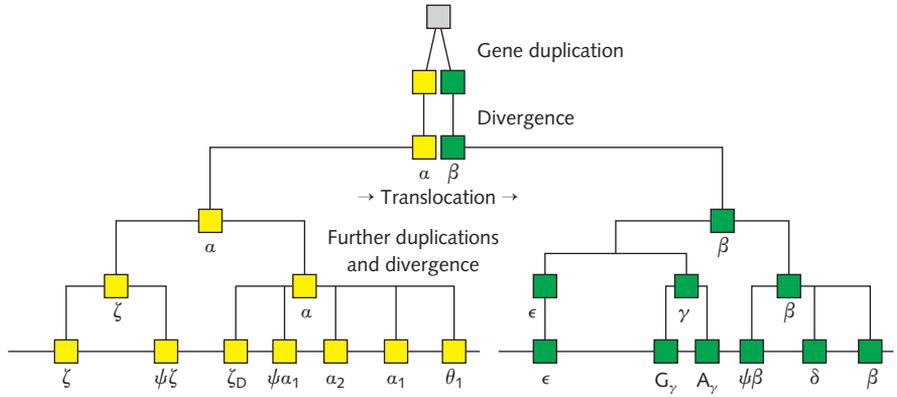 Gene duplication
Divergence
α β
→ Translocation →
α
β
Further duplications
and divergence
ζ
α
ϵ
γ
β
ζ ψζ ζD ψα1 α2 α1 θ1 ϵ Gγ Aγ ψβ δ β